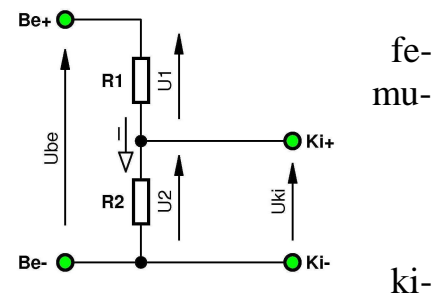 Be+
fe-
R1
U1
mu-
Ube
I
Ki+
R2
U2
Uki
Be-
Ki-
ki-